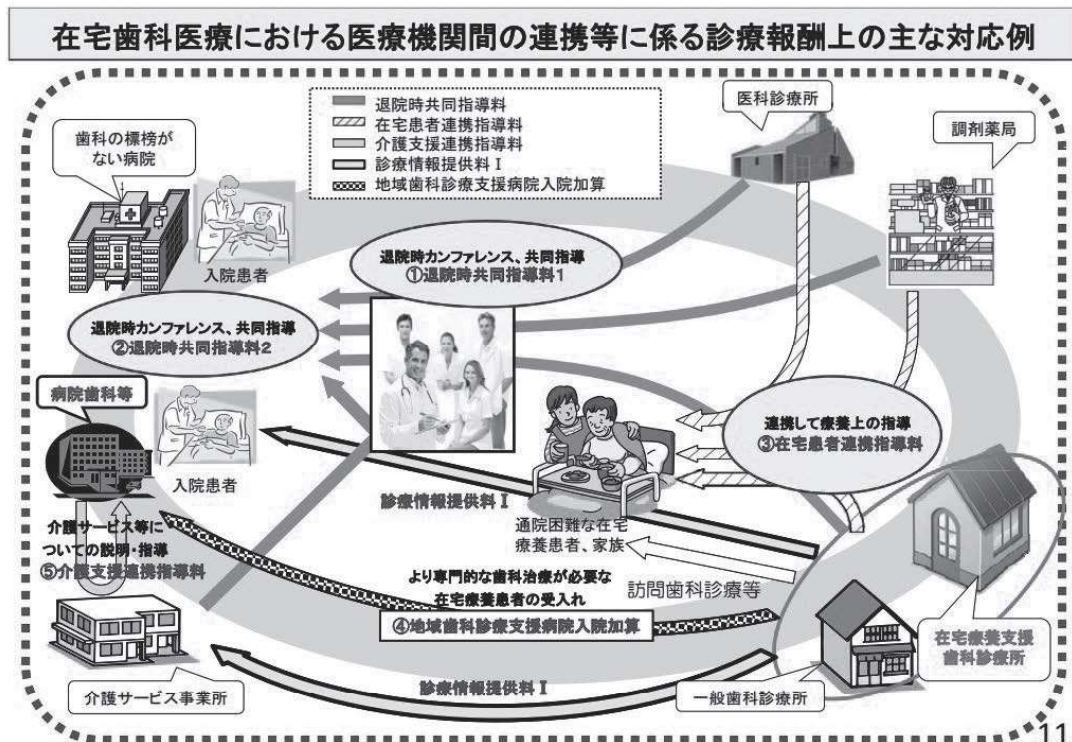 在宅歯科医療における医療機関間の連携等に係る診療報酬上の主な対応例
退院時共同指導料
在宅患者連携指導料
介護支援連携指導料
診療情報提供料Ⅰ
地域歯科診療支援病院入院加算
医科診療所
調剤薬局
歯科の標榜が
ない病院
入院患者
退院時カンファレンス、共同指導
①退院時共同指導料1
退院時カンファレンス、共同指導
②退院時共同指導料2
病院歯科等
入院患者
連携して療養上の指導
③在宅患者連携指導料
診療情報提供料Ⅰ
通院困難な在宅
療養患者、家族
介護サービス等に
ついての説明・指導
⑤介護支援連携指導料
より専門的な歯科治療が必要な
在宅療養患者の受入れ
④地域歯科診療支援病院入院加算
訪問歯科診療等
在宅療養支援
歯科診療所
介護サービス事業所
診療情報提供料Ⅰ
一般歯科診療所
11